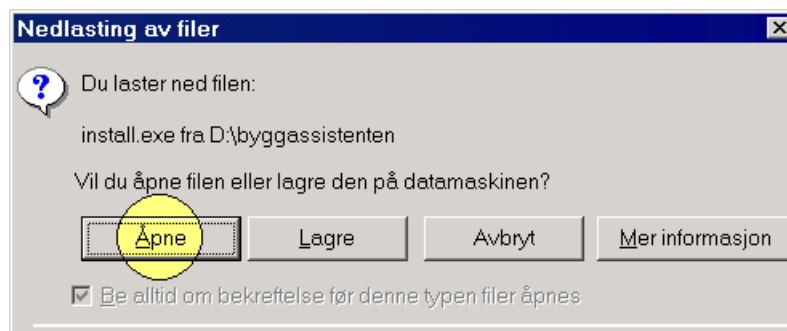 Nedlasting av filer
Du laster ned filen:
install.exe fra D:\byggassistenten
Vil du åpne filen eller lagre den på datamaskinen?
Åpne Lagre Avbryt Mer informasjon
Be alltid om bekreftelse før denne typen filer åpnes